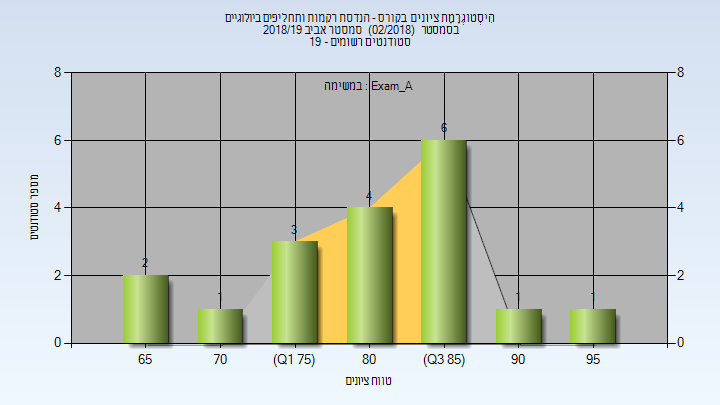 היסטוגרמת ציונים בקורס - הנדסת רקמות ותחליפים ביולוגיים
בסמסטר (02/2018) סמסטר אביב 2018/19
סטודנטים רשומים - 19
במשימה : Exam_A
8 8
6 6
4 4
2 2
0 0
2 1 3 4 6 1 1
מספר סטודנטים
65 70 (Q1 75) 80 (Q3 85) 90 95
טווח ציונים